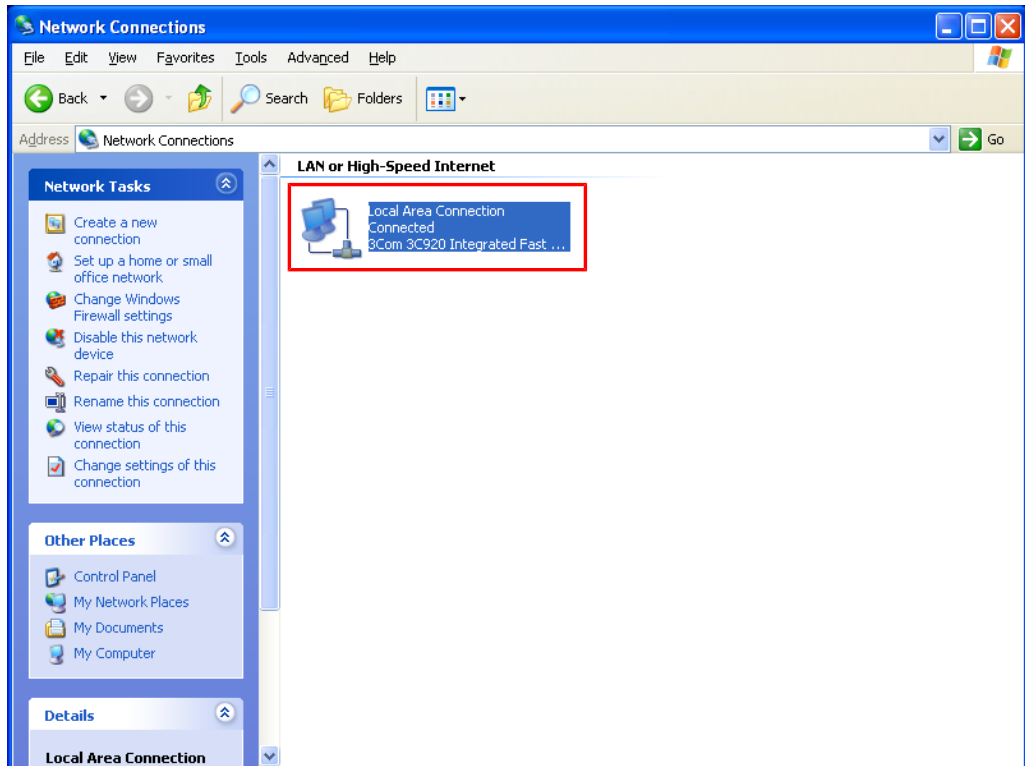 Network Connections
File Edit View Favorites Tools Advanced Help
Back Search Folders
Address Network Connections Go
Network Tasks
Create a new
connection
Set up a home or small
office network
Change Windows
Firewall settings
Disable this network
device
Repair this connection
Rename this connection
View status of this
connection
Change settings of this
connection
Other Places
Control Panel
My Network Places
My Documents
My Computer
Details
Local Area Connection
LAN or High-Speed Internet
Local Area Connection
Connected
3Com 3C920 Integrated Fast ...